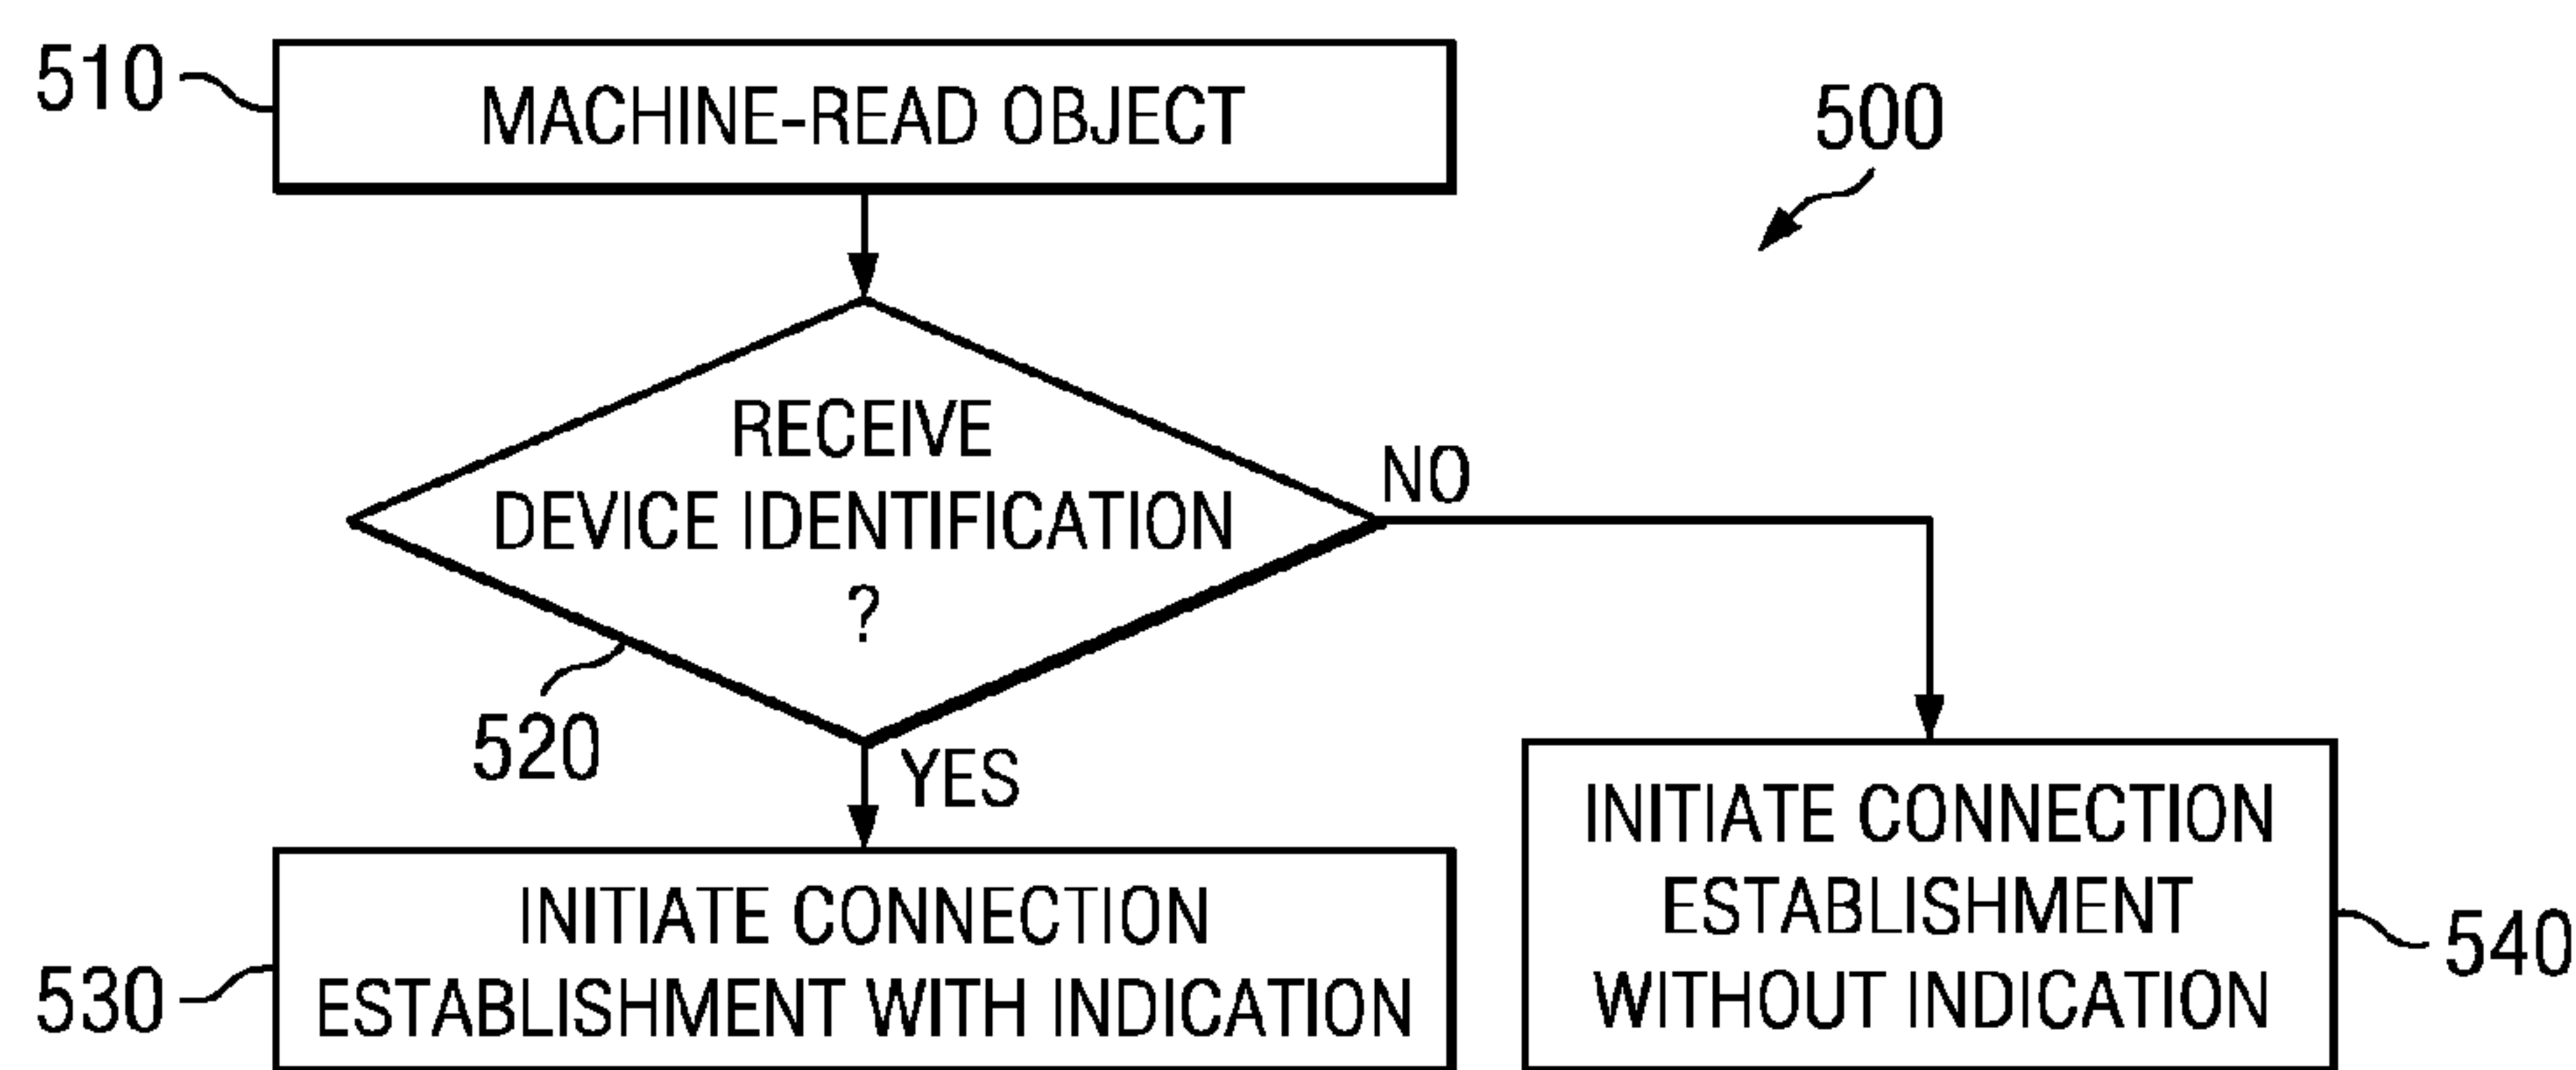 510
MACHINE-READ OBJECT
500
RECEIVE
DEVICE IDENTIFICATION
?
NO
520
YES
530
INITIATE CONNECTION
ESTABLISHMENT WITH INDICATION
INITIATE CONNECTION
ESTABLISHMENT
WITHOUT INDICATION
540